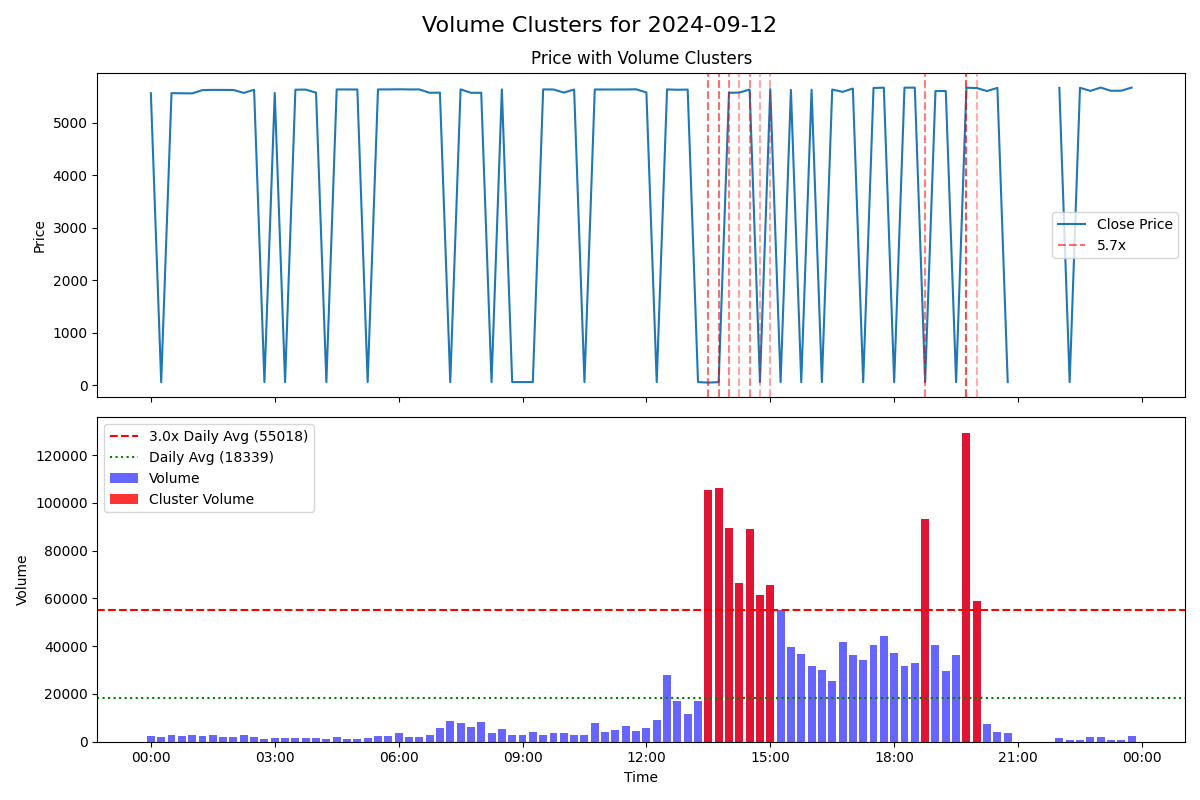 Volume Clusters for 2024-09-12
Price with Volume Clusters
Price
5000
4000
3000
2000
1000
0
Close Price
5.7x
Volume
120000
100000
80000
60000
40000
20000
0
3.0x Daily Avg (55018)
Daily Avg (18339)
Volume
Cluster Volume
00:00 03:00 06:00 09:00 12:00 15:00 18:00 21:00 00:00
Time